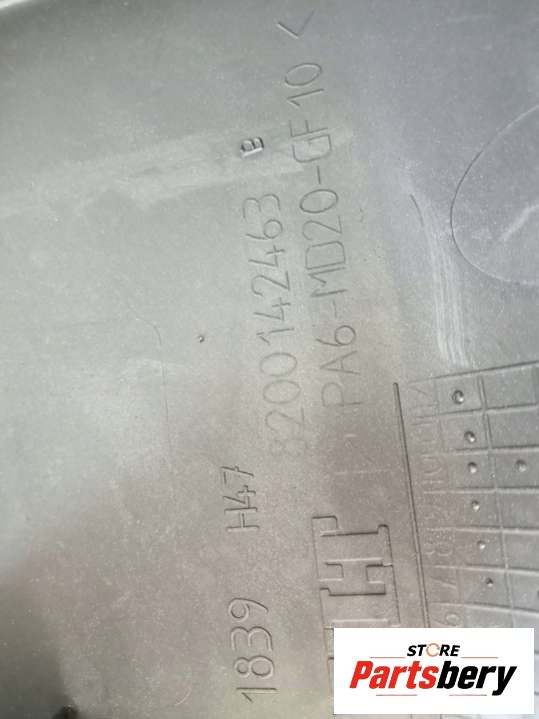 1839 H47
8200142463 B
PA6-MD20-GF10 <
STORE
Partsbery